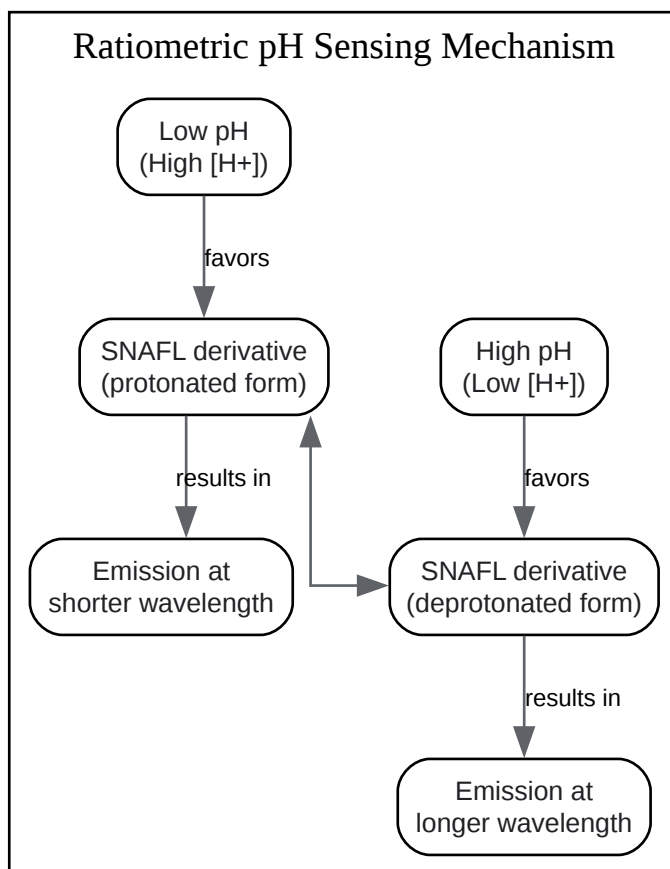 Ratiometric pH Sensing Mechanism
Low pH
(High [H+])
favors
SNAFL derivative
(protonated form)
High pH
(Low [H+])
results in
favors
Emission at
shorter wavelength
SNAFL derivative
(deprotonated form)
results in
Emission at
longer wavelength